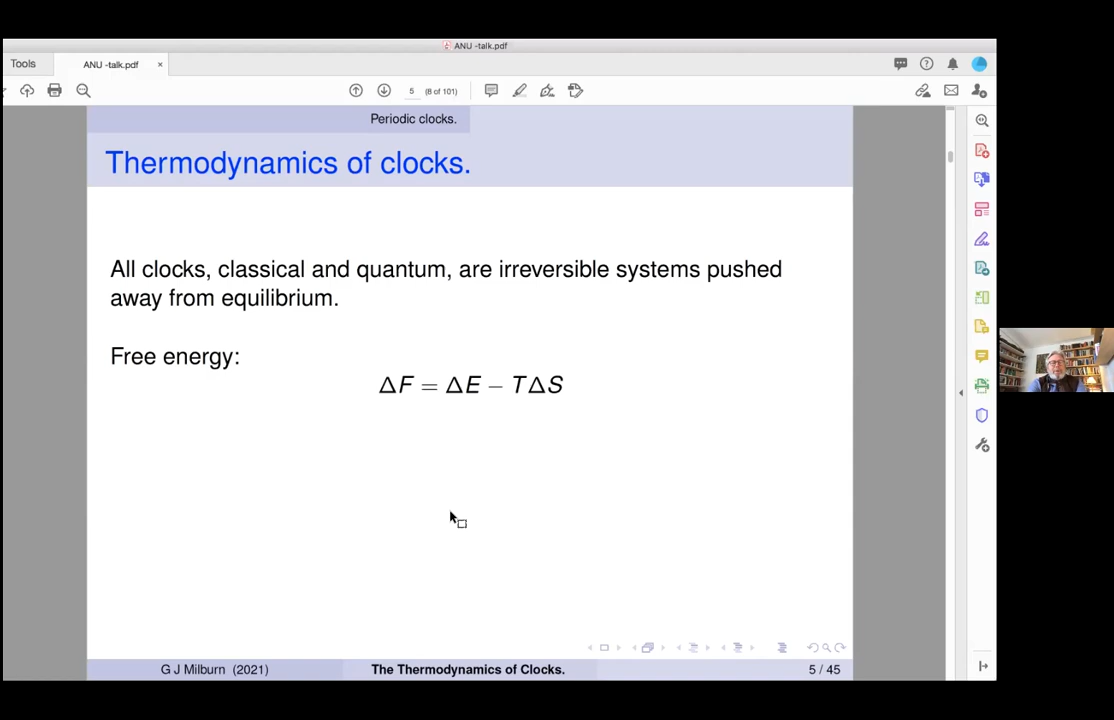 ANU -talk.pdf
Tools
ANU -talk.pdf ×
5 (8 of 101)
Periodic clocks.
Thermodynamics of clocks.
All clocks, classical and quantum, are irreversible systems pushed
away from equilibrium.
Free energy:
ΔF = ΔE − TΔS
G J Milburn (2021) The Thermodynamics of Clocks. 5 / 45